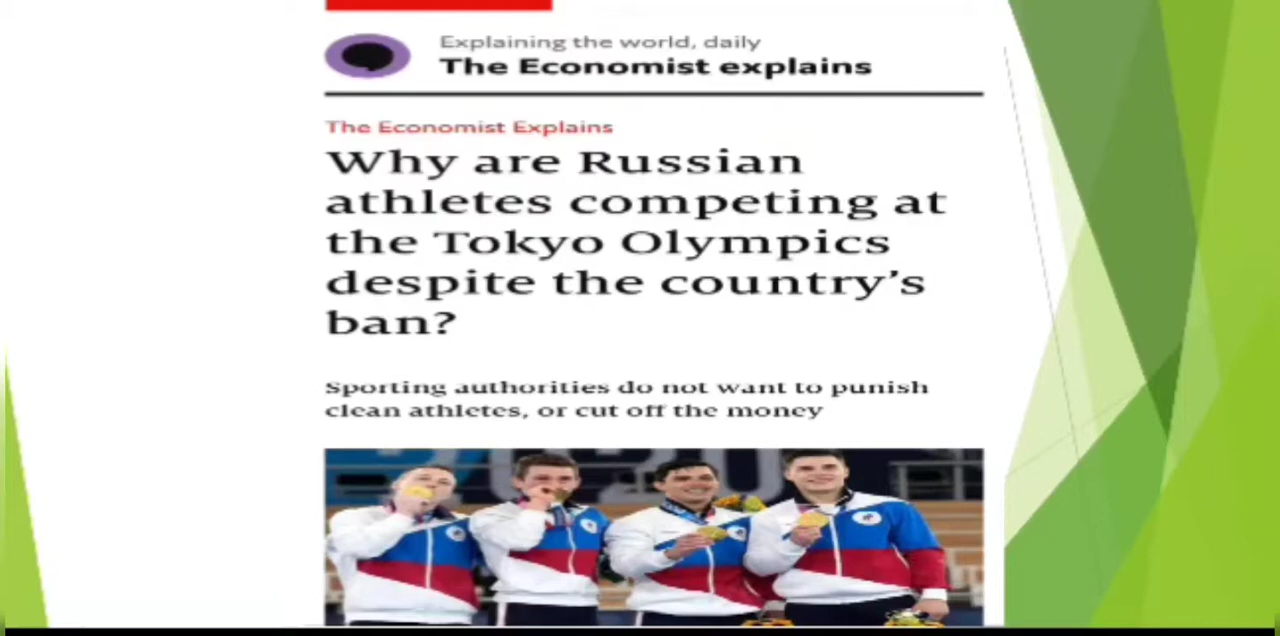 Explaining the world, daily
The Economist explains
The Economist Explains
Why are Russian
athletes competing at
the Tokyo Olympics
despite the country's
ban?
Sporting authorities do not want to punish
clean athletes, or cut off the money